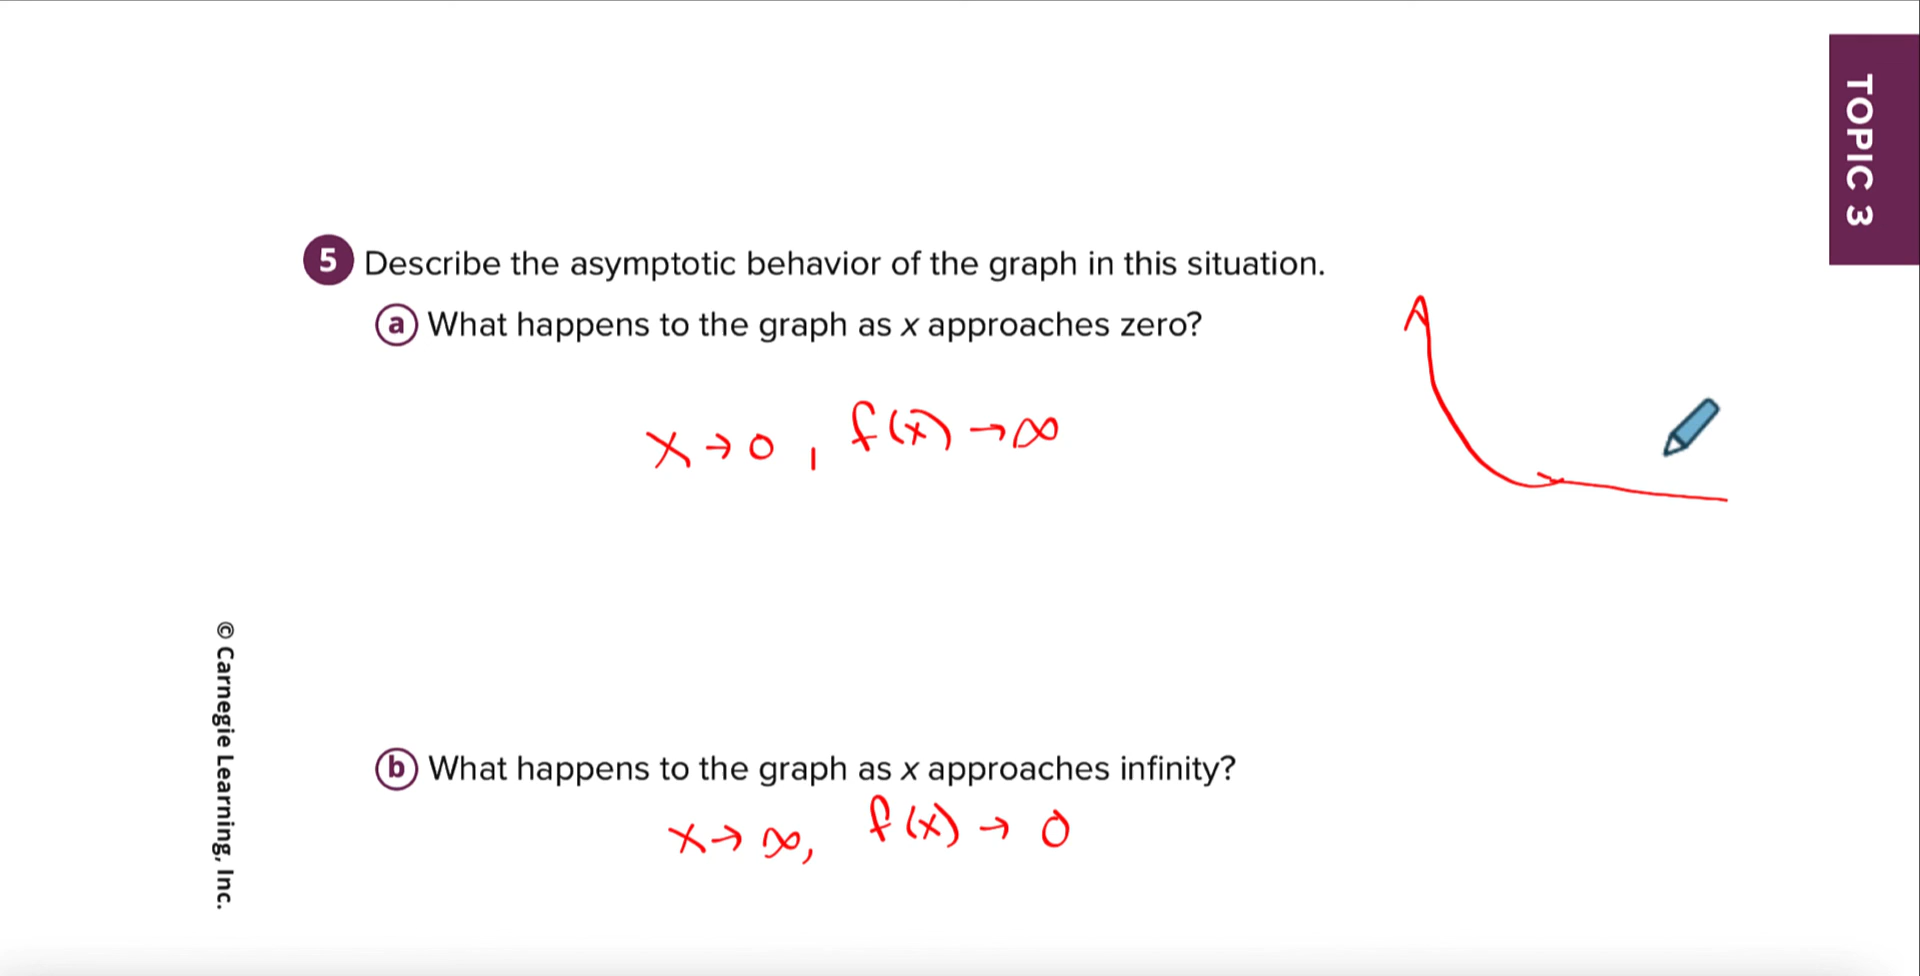 TOPIC 3
5 Describe the asymptotic behavior of the graph in this situation.
a What happens to the graph as x approaches zero?
x → 0 , f(x) → ∞
b What happens to the graph as x approaches infinity?
x → ∞, f(x) → 0
© Carnegie Learning, Inc.